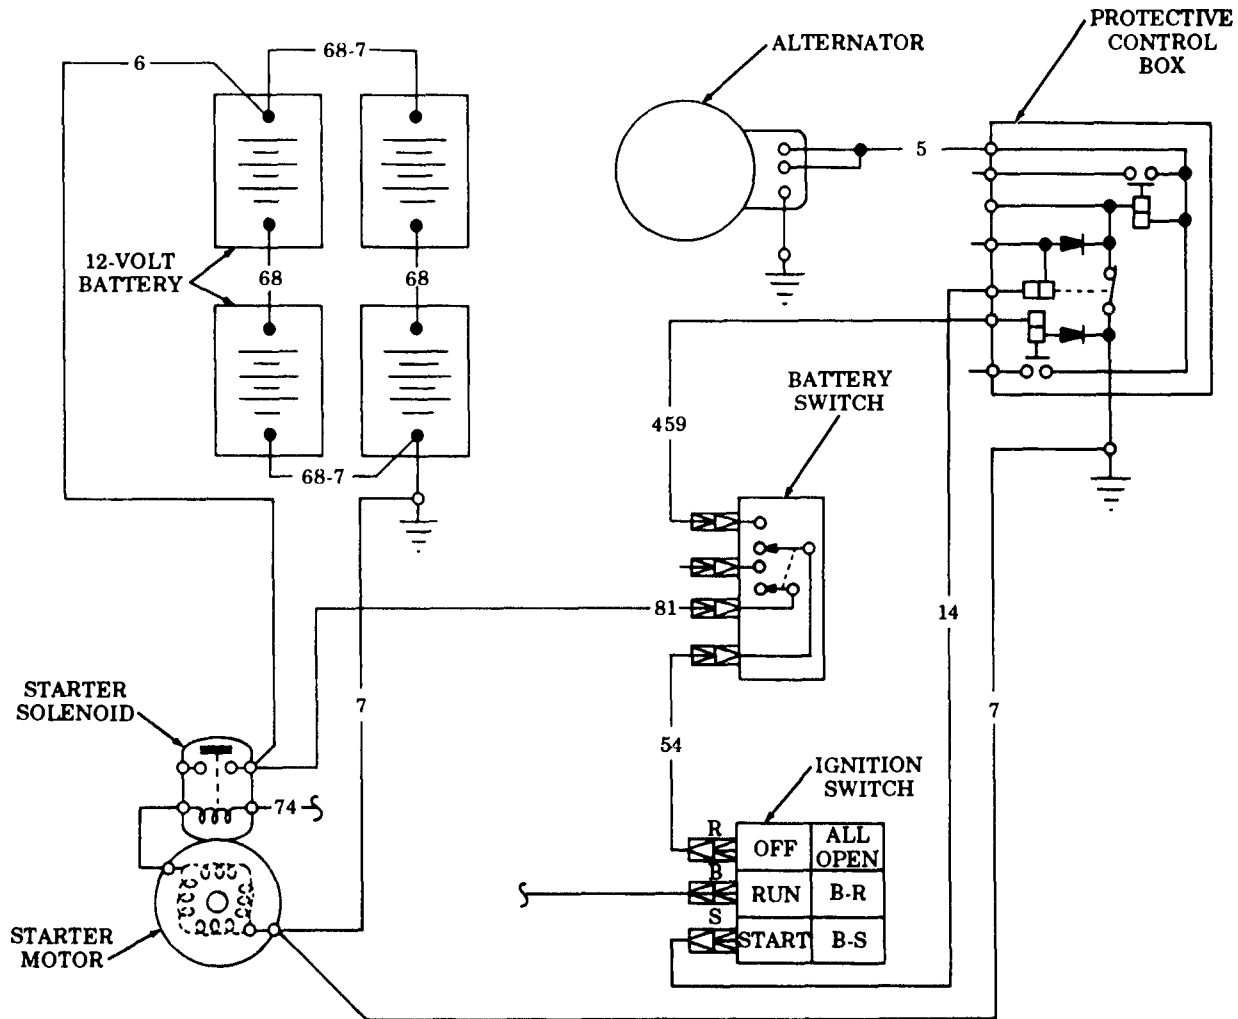 PROTECTIVE
CONTROL
BOX
ALTERNATOR
68-7
6
5
12-VOLT
BATTERY
68
68
BATTERY
SWITCH
459
68-7
81
14
STARTER
SOLENOID
7
7
54
IGNITION
SWITCH
74
R
OFF
ALL
OPEN
B
RUN
B-R
S
START
B-S
STARTER
MOTOR